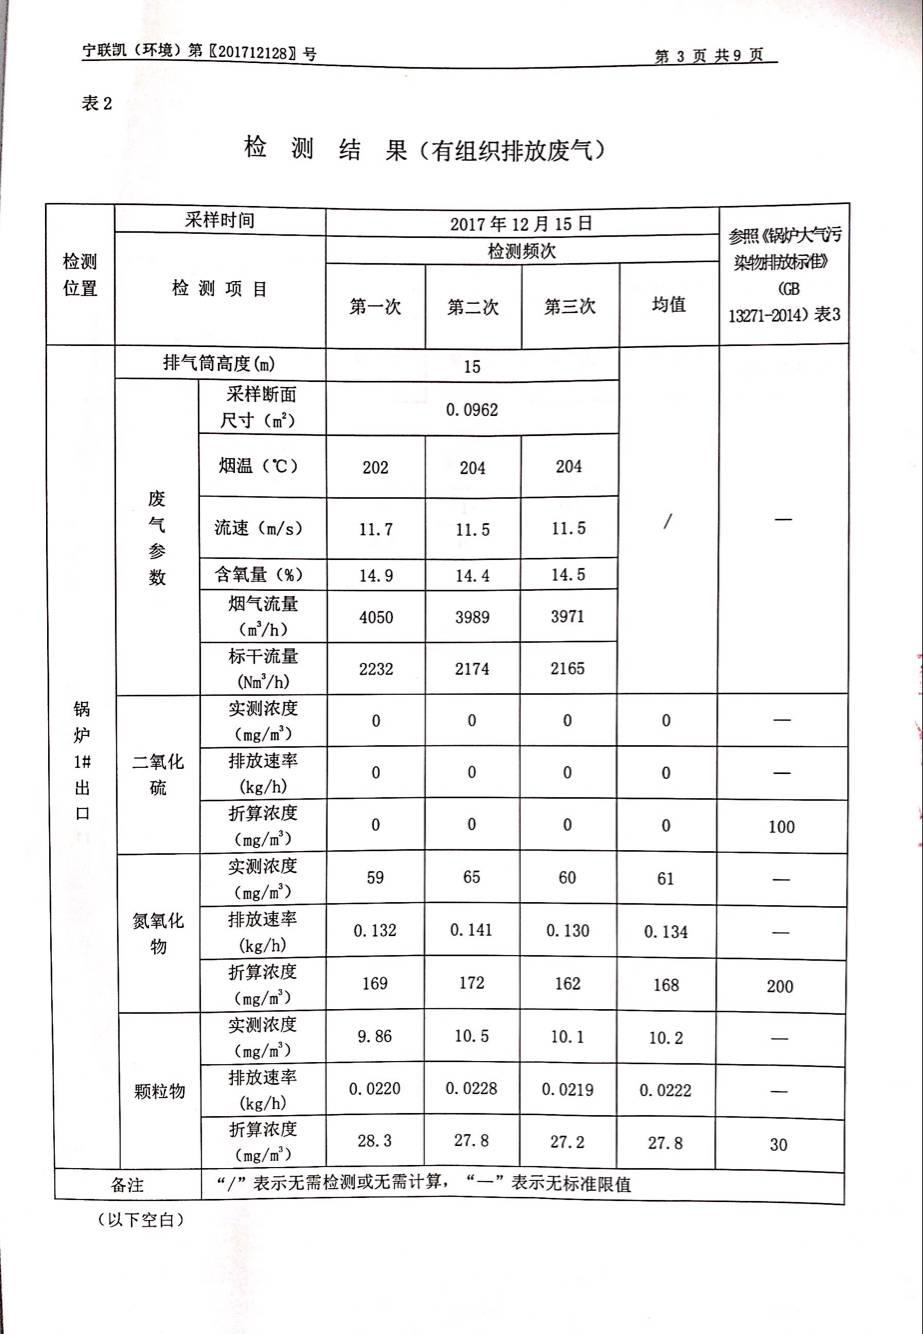 宁联凯（环境）第〖201712128〗号 第 3 页 共9 页
表2
检 测 结 果（有组织排放废气）
检测位置 采样时间 2017年12月15日 参照《锅炉大气污染物排放标准》（GB 13271-2014）表3
检 测 项 目 检测频次
第一次 第二次 第三次 均值
锅炉1#出口 排气筒高度(m) 15 / —
废气参数 采样断面尺寸（m²） 0.0962
烟温（℃） 202 204 204
流速（m/s） 11.7 11.5 11.5
含氧量（%） 14.9 14.4 14.5
烟气流量（m³/h） 4050 3989 3971
标干流量（Nm³/h） 2232 2174 2165
二氧化硫 实测浓度（mg/m³） 0 0 0 0 —
排放速率（kg/h） 0 0 0 0 —
折算浓度（mg/m³） 0 0 0 0 100
氮氧化物 实测浓度（mg/m³） 59 65 60 61 —
排放速率（kg/h） 0.132 0.141 0.130 0.134 —
折算浓度（mg/m³） 169 172 162 168 200
颗粒物 实测浓度（mg/m³） 9.86 10.5 10.1 10.2 —
排放速率（kg/h） 0.0220 0.0228 0.0219 0.0222 —
折算浓度（mg/m³） 28.3 27.8 27.2 27.8 30
备注 “/”表示无需检测或无需计算，“—”表示无标准限值
（以下空白）